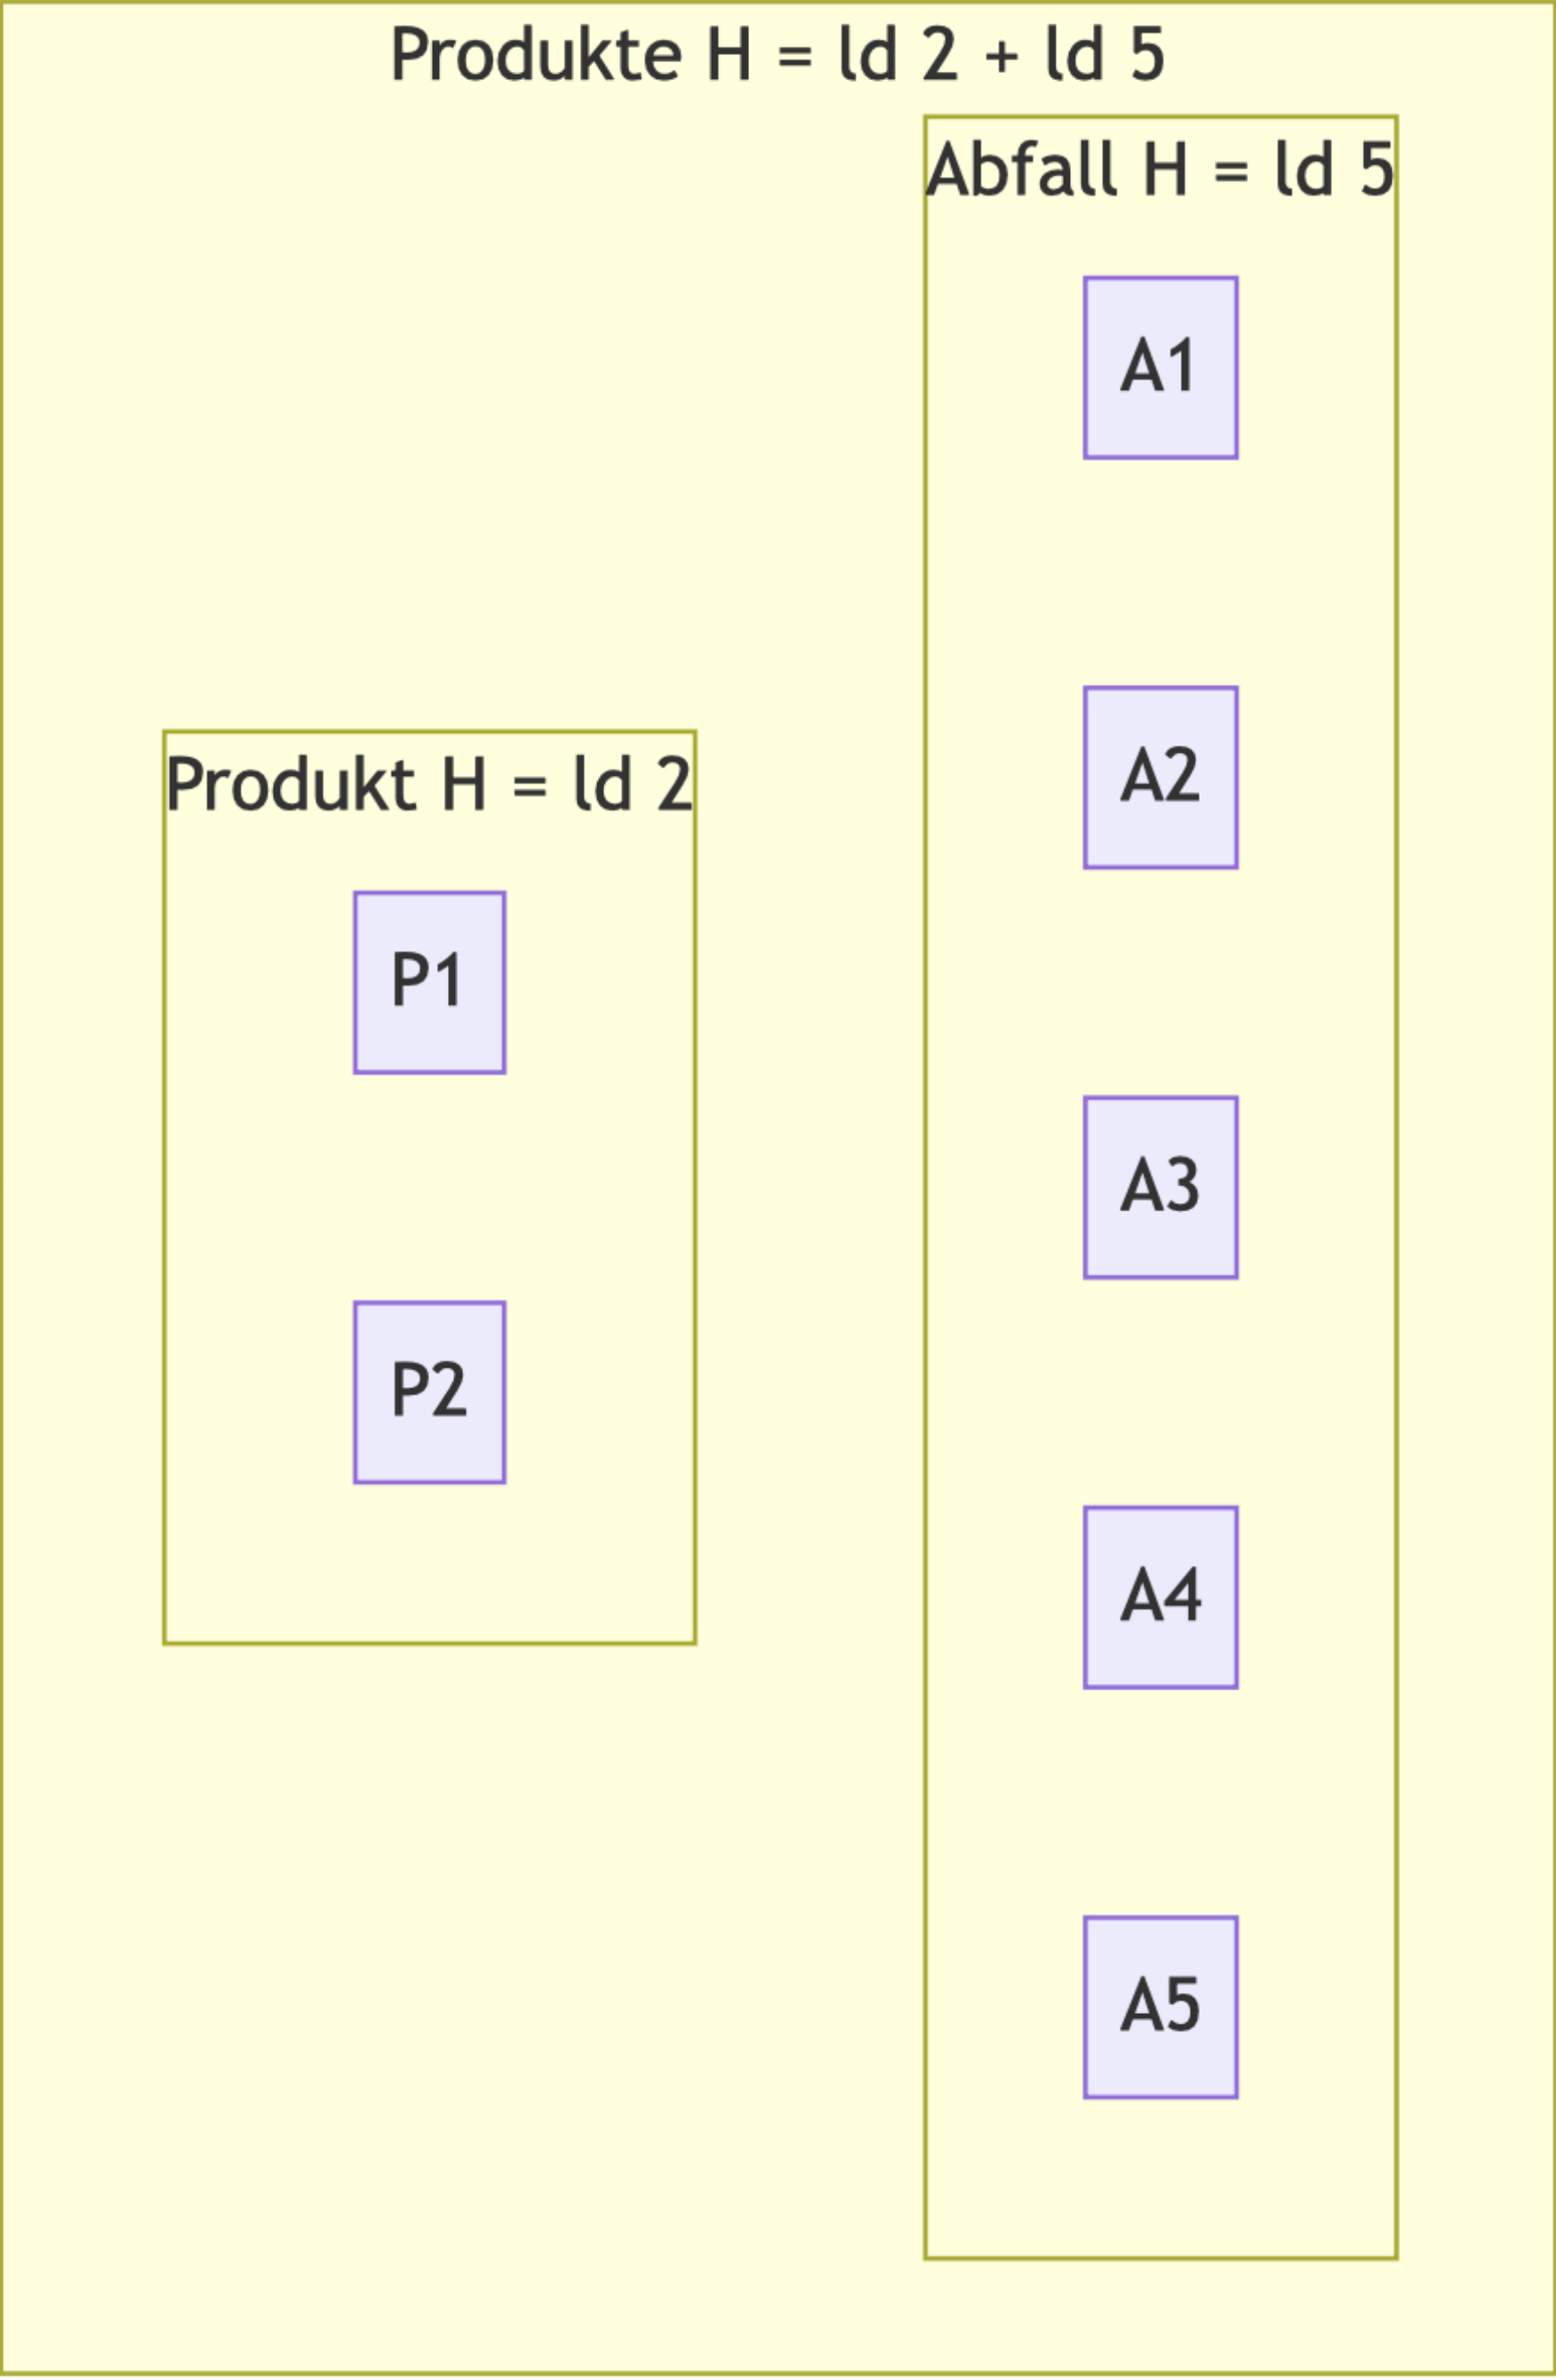 Produkte H = ld 2 + ld 5
Produkt H = ld 2
P1
P2
Abfall H = ld 5
A1
A2
A3
A4
A5